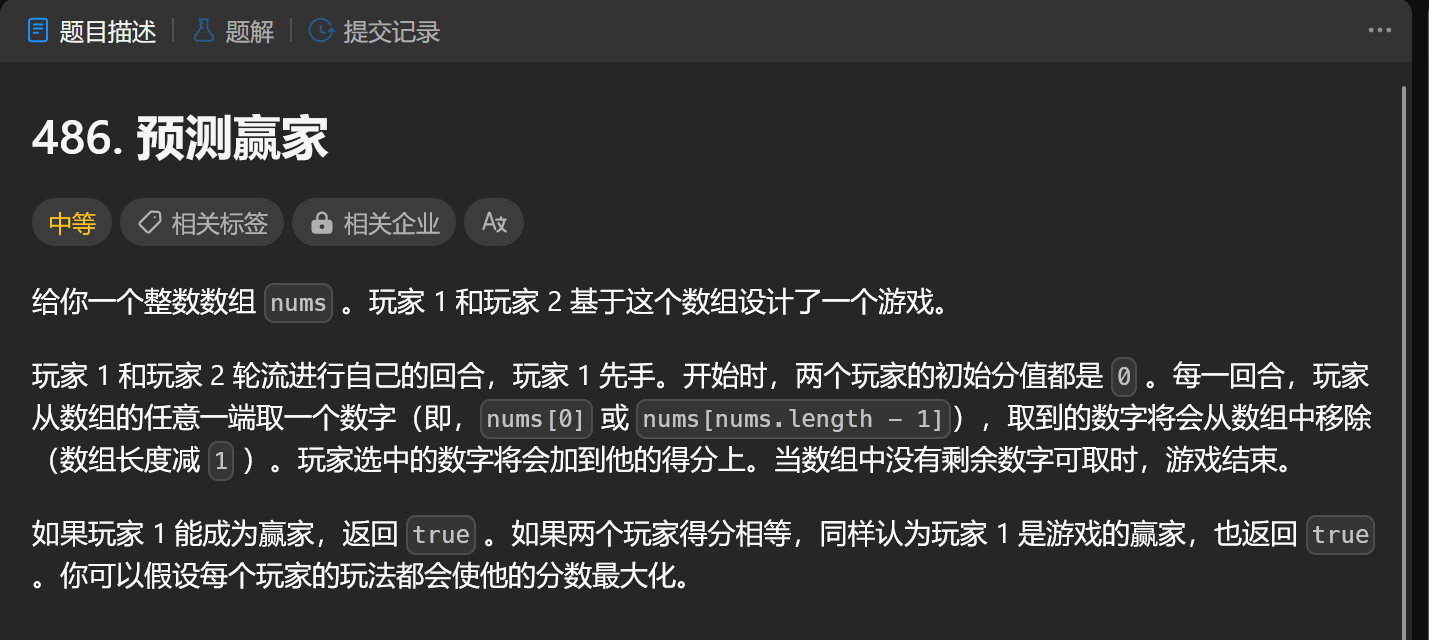 题目描述 题解 提交记录
486. 预测赢家
中等 相关标签 相关企业 A文
给你一个整数数组 nums 。玩家 1 和玩家 2 基于这个数组设计了一个游戏。
玩家 1 和玩家 2 轮流进行自己的回合，玩家 1 先手。开始时，两个玩家的初始分值都是 0 。每一回合，玩家
从数组的任意一端取一个数字（即，nums[0] 或 nums[nums.length - 1]），取到的数字将会从数组中移除
（数组长度减 1 ）。玩家选中的数字将会加到他的得分上。当数组中没有剩余数字可取时，游戏结束。
如果玩家 1 能成为赢家，返回 true 。如果两个玩家得分相等，同样认为玩家 1 是游戏的赢家，也返回 true
。你可以假设每个玩家的玩法都会使他的分数最大化。